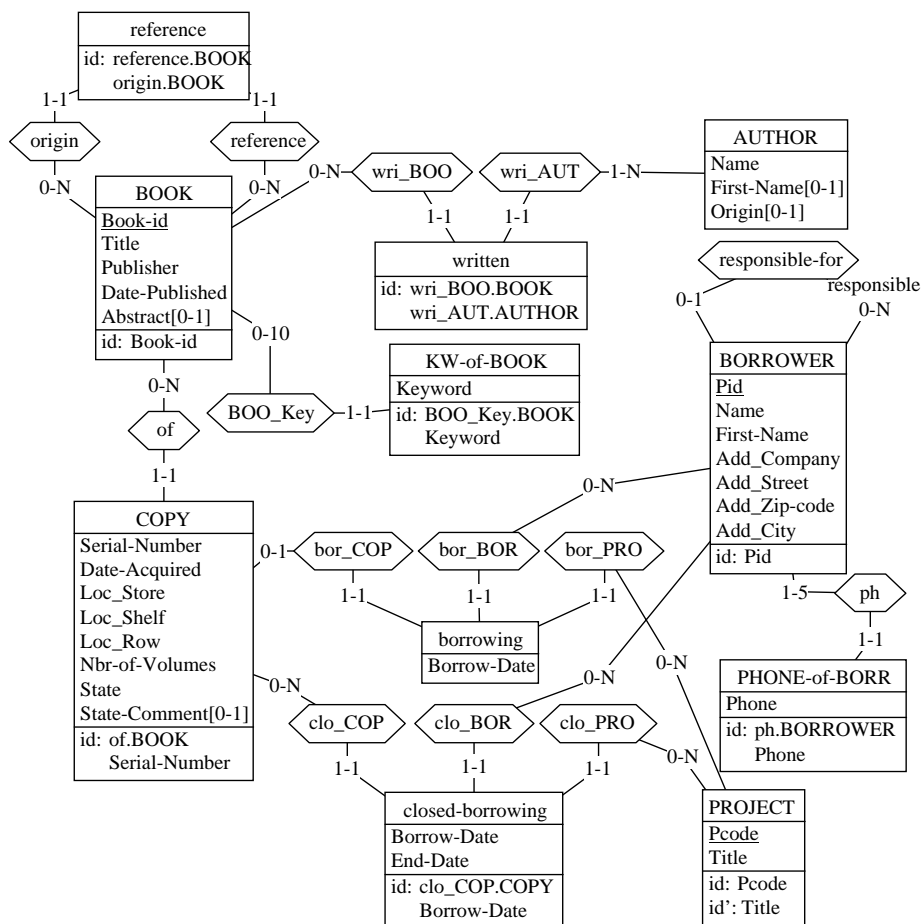 reference
id: reference.BOOK
origin.BOOK
1-1
1-1
origin
reference
0-N
0-N
BOOK
Book-id
Title
Publisher
Date-Published
Abstract[0-1]
id: Book-id
0-N
wri_BOO
wri_AUT
1-N
1-1
1-1
AUTHOR
Name
First-Name[0-1]
Origin[0-1]
written
id: wri_BOO.BOOK
wri_AUT.AUTHOR
responsible-for
0-1
responsible
0-N
0-10
BOO_Key
1-1
KW-of-BOOK
Keyword
id: BOO_Key.BOOK
Keyword
BORROWER
Pid
Name
First-Name
Add_Company
Add_Street
Add_Zip-code
Add_City
id: Pid
0-N
of
1-1
COPY
Serial-Number
Date-Acquired
Loc_Store
Loc_Shelf
Loc_Row
Nbr-of-Volumes
State
State-Comment[0-1]
id: of.BOOK
Serial-Number
0-1
bor_COP
bor_BOR
bor_PRO
0-N
1-1
1-1
1-1
borrowing
Borrow-Date
1-5
ph
1-1
PHONE-of-BORR
Phone
id: ph.BORROWER
Phone
0-N
0-N
0-N
clo_COP
clo_BOR
clo_PRO
0-N
1-1
1-1
1-1
closed-borrowing
Borrow-Date
End-Date
id: clo_COP.COPY
Borrow-Date
PROJECT
Pcode
Title
id: Pcode
id': Title